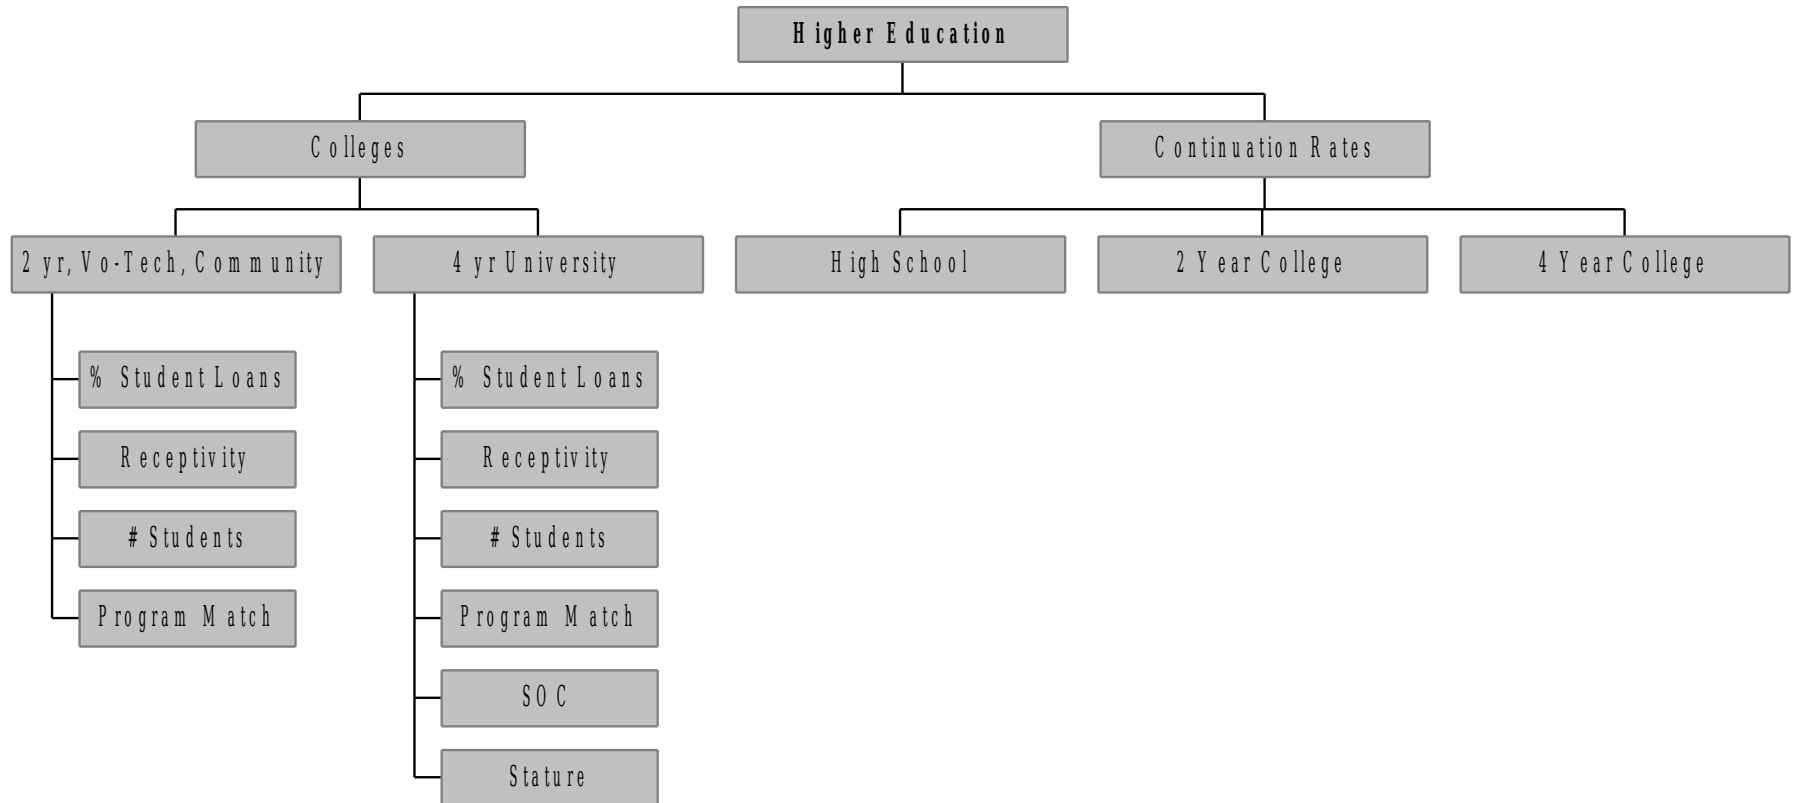 Higher Education
Colleges
Continuation Rates
2 yr, Vo-Tech, Community
4 yr University
High School
2 Year College
4 Year College
% Student Loans
Receptivity
# Students
Program Match
% Student Loans
Receptivity
# Students
Program Match
SOC
Stature